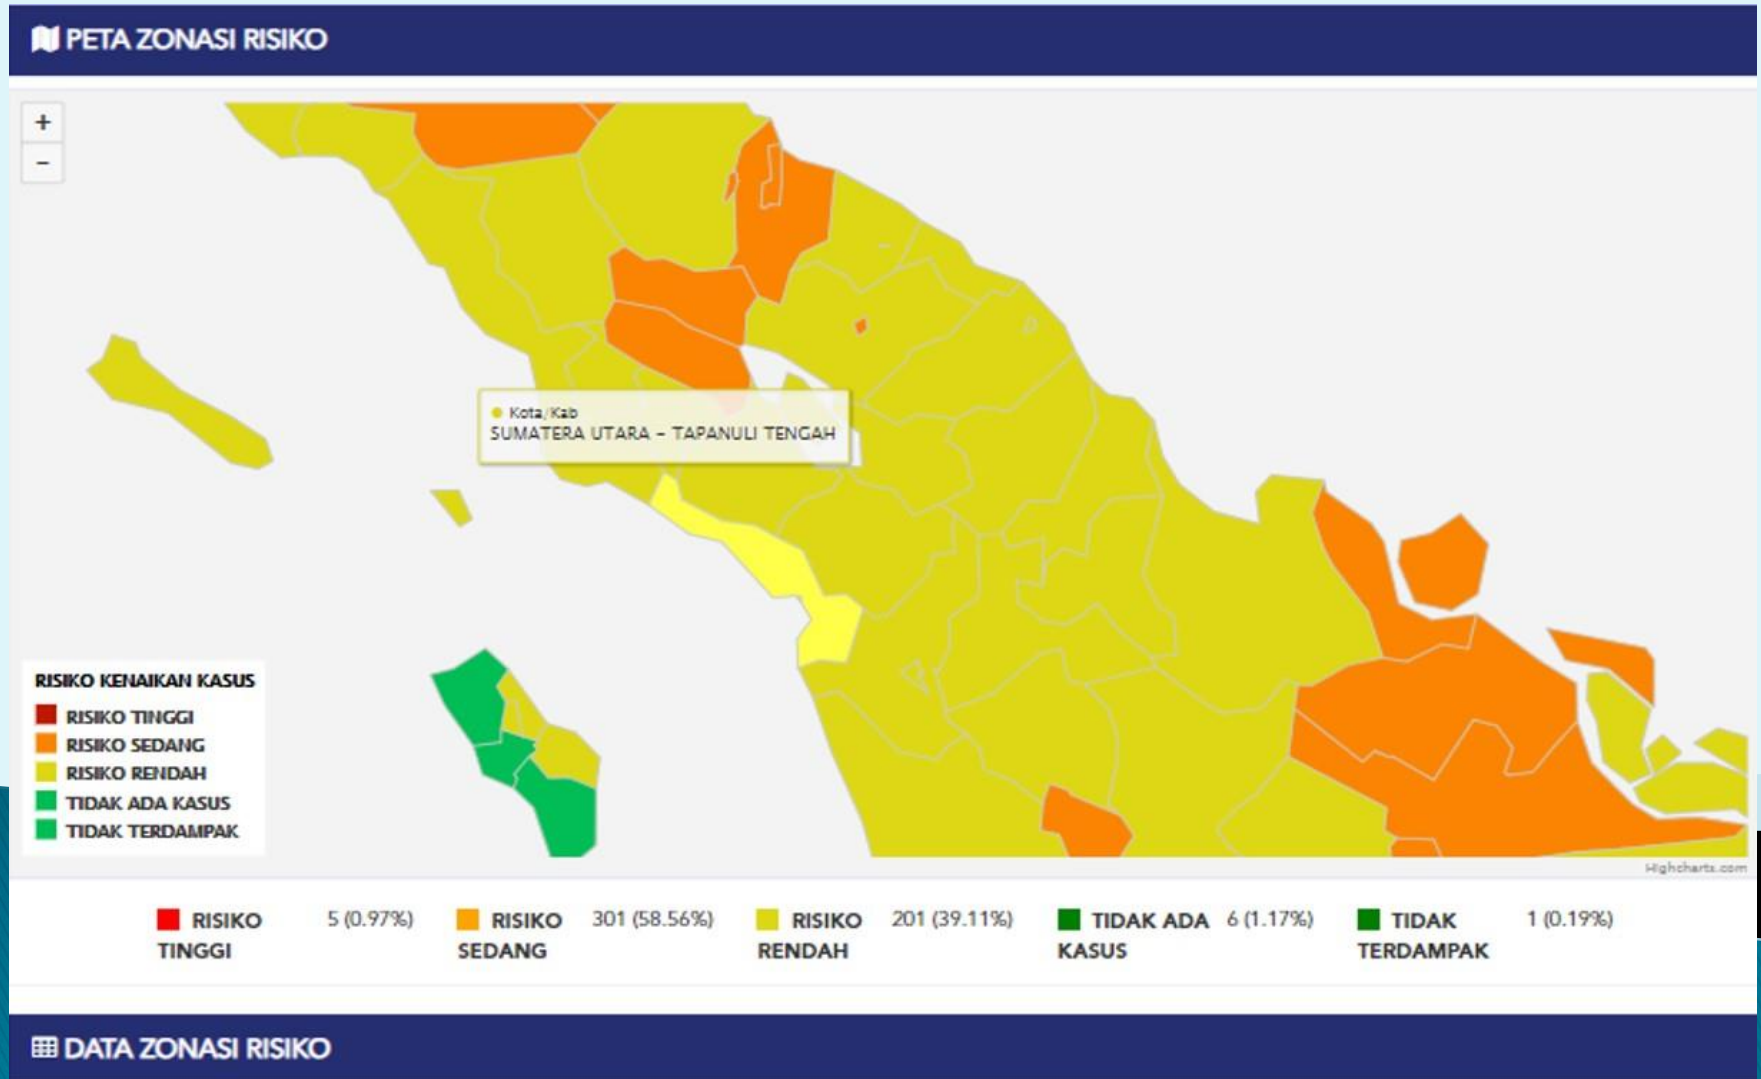 PETA ZONASI RISIKO
+
−
Kota/Kab
SUMATERA UTARA – TAPANULI TENGAH
RISIKO KENAIKAN KASUS
RISIKO TINGGI
RISIKO SEDANG
RISIKO RENDAH
TIDAK ADA KASUS
TIDAK TERDAMPAK
Highcharts.com
RISIKO TINGGI 5 (0.97%)
RISIKO SEDANG 301 (58.56%)
RISIKO RENDAH 201 (39.11%)
TIDAK ADA KASUS 6 (1.17%)
TIDAK TERDAMPAK 1 (0.19%)
DATA ZONASI RISIKO